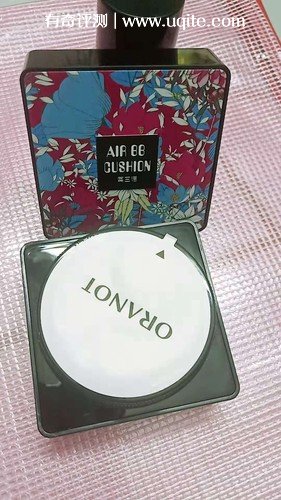 有奇评测 | www.uqite.com
AIR BB
CUSHION
ORANOT